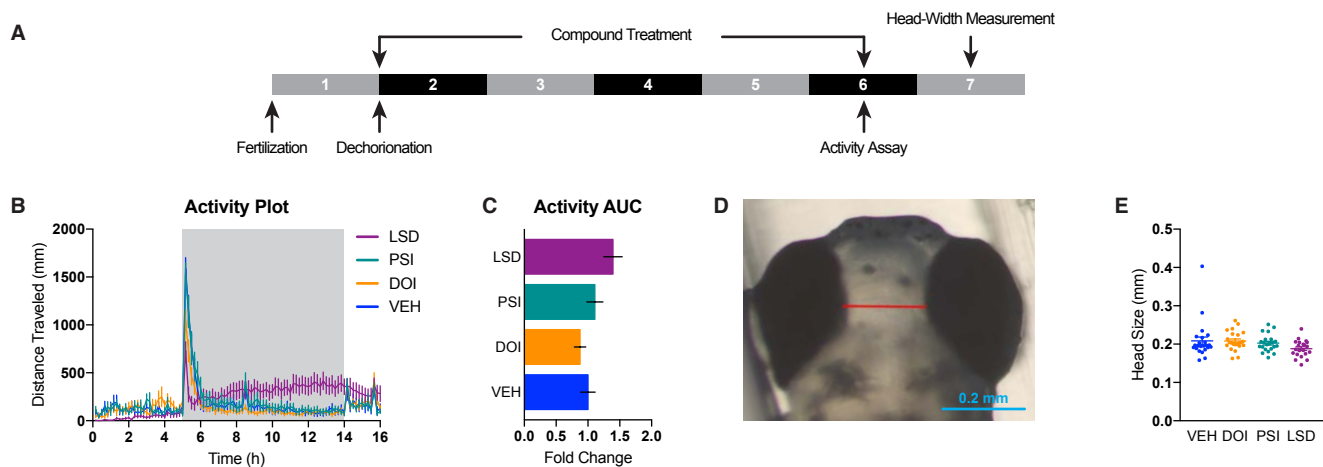 A
Compound Treatment
Head-Width Measurement
1 2 3 4 5 6 7
Fertilization
Dechorionation
Activity Assay
B
Activity Plot
Distance Traveled (mm)
2000
1500
1000
500
0
0 2 4 6 8 10 12 14 16
Time (h)
LSD
PSI
DOI
VEH
C
Activity AUC
LSD
PSI
DOI
VEH
0.0 0.5 1.0 1.5 2.0
Fold Change
D
0.2 mm
E
Head Size (mm)
0.5
0.4
0.3
0.2
0.1
0.0
VEH DOI PSI LSD